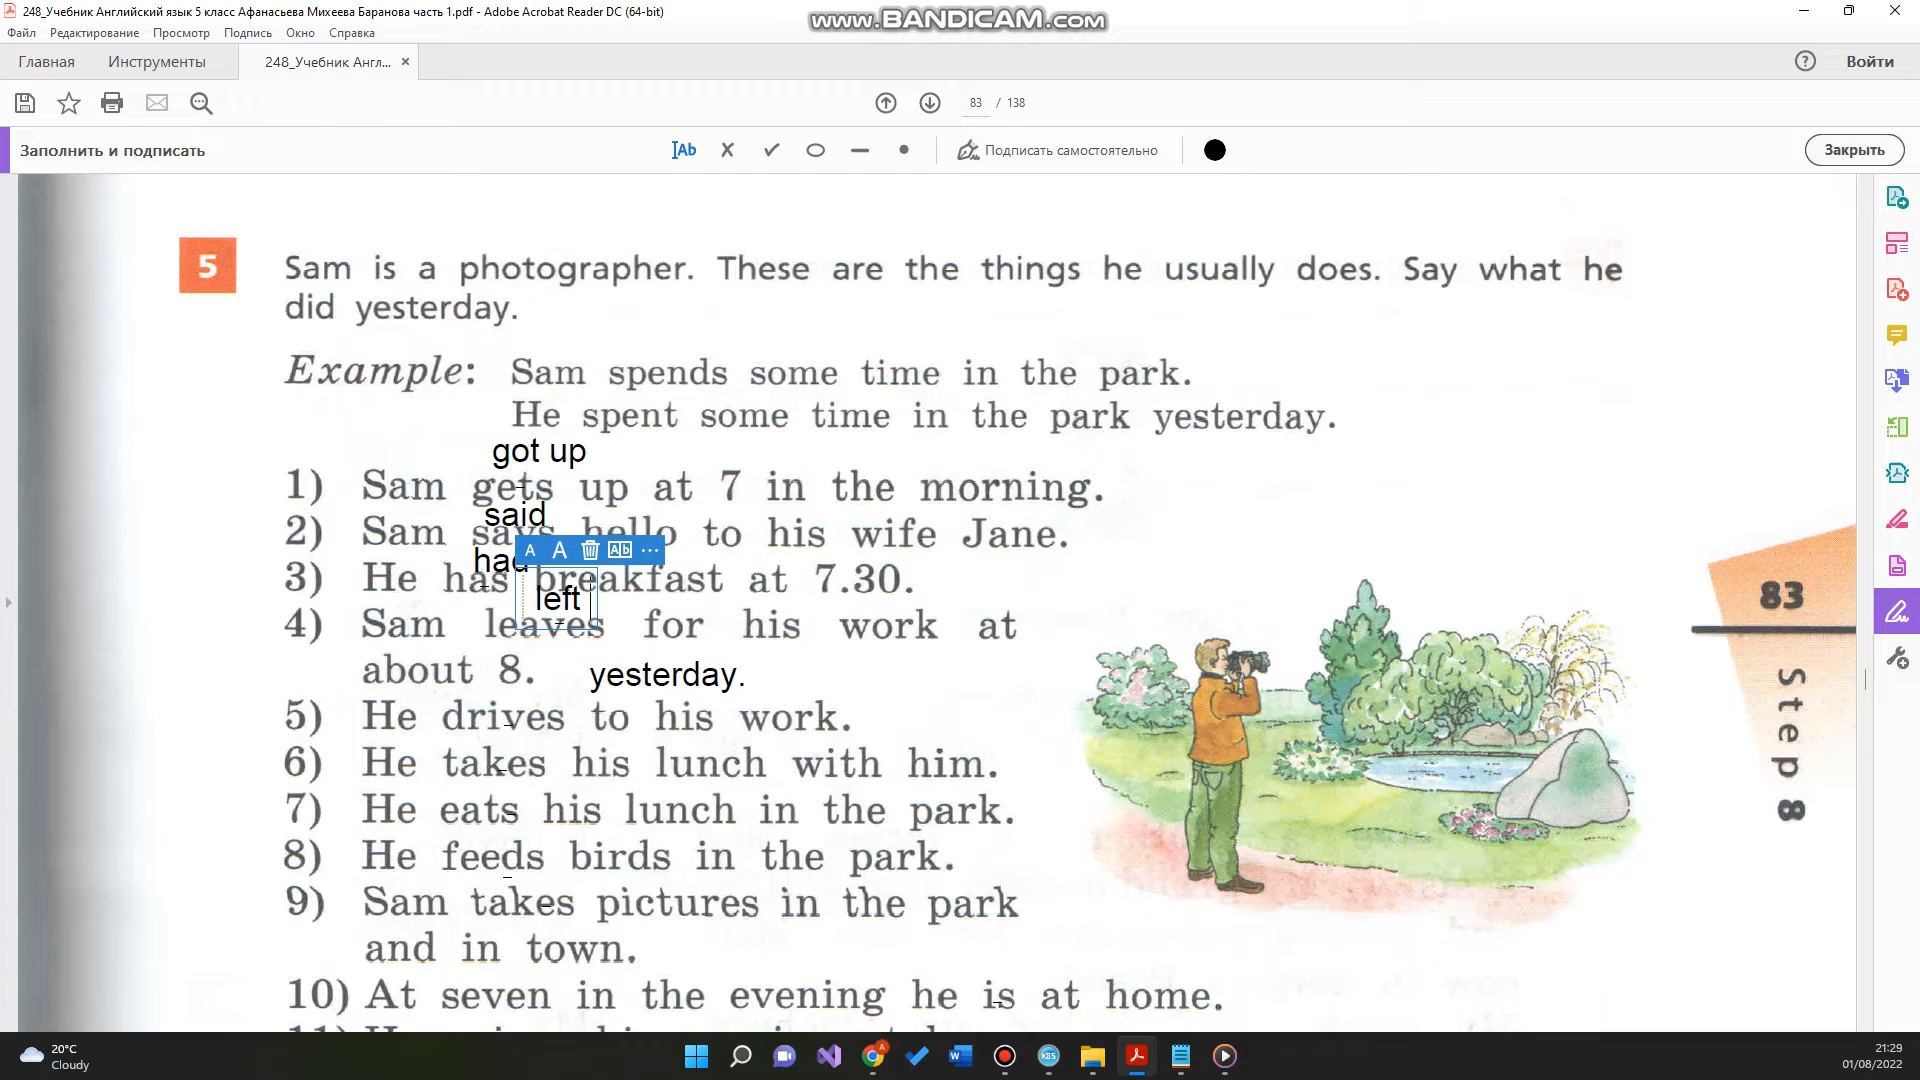 248_Учебник Английский язык 5 класс Афанасьева Михеева Баранова часть 1.pdf - Adobe Acrobat Reader DC (64-bit)
www.BANDICAM.com
Файл Редактирование Просмотр Подпись Окно Справка
Главная Инструменты 248_Учебник Англ... × Войти
83 / 138
Заполнить и подписать Ab Подписать самостоятельно Закрыть
5 Sam is a photographer. These are the things he usually does. Say what he
did yesterday.
Example: Sam spends some time in the park.
He spent some time in the park yesterday.
got up
1) Sam gets up at 7 in the morning.
said
2) Sam says hello to his wife Jane.
had A A Ab ...
3) He has breakfast at 7.30.
left
4) Sam leaves for his work at
about 8. yesterday.
5) He drives to his work.
6) He takes his lunch with him.
7) He eats his lunch in the park.
8) He feeds birds in the park.
9) Sam takes pictures in the park
and in town.
10) At seven in the evening he is at home.
83
Step 8
20°C
Cloudy
21:29
01/08/2022